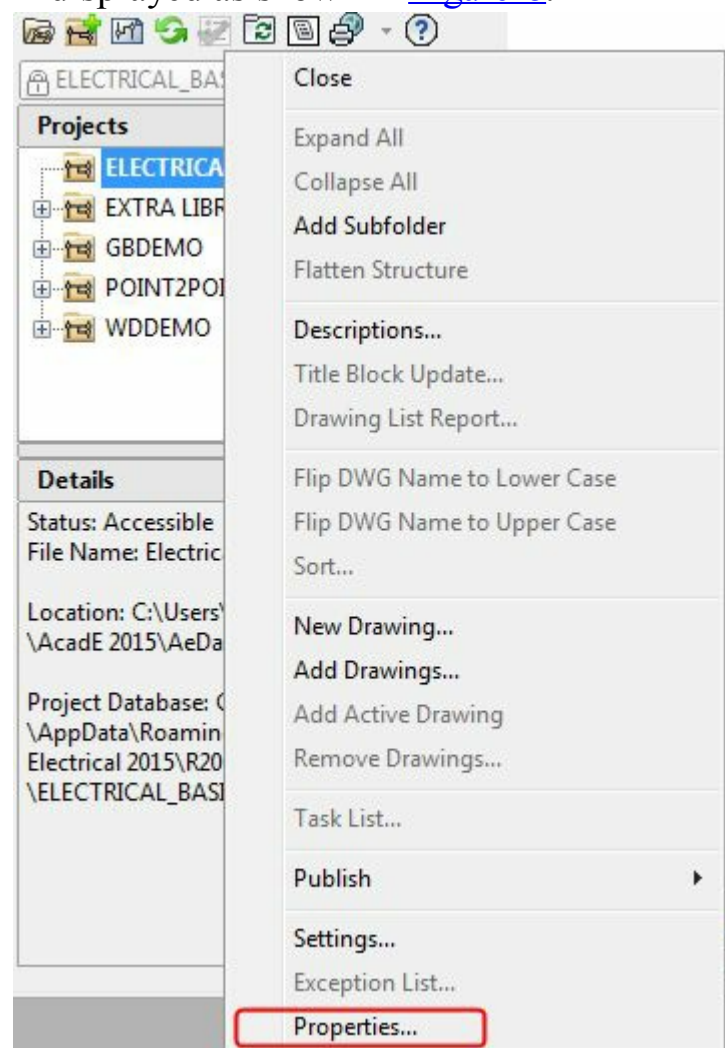 ELECTRICAL_BAS
Projects
ELECTRICA
EXTRA LIBR
GBDEMO
POINT2POI
WDDEMO
Details
Status: Accessible
File Name: Electric
Location: C:\Users\
\AcadE 2015\AeDa
Project Database: C
\AppData\Roamin
Electrical 2015\R20
\ELECTRICAL_BASI
Close
Expand All
Collapse All
Add Subfolder
Flatten Structure
Descriptions...
Title Block Update...
Drawing List Report...
Flip DWG Name to Lower Case
Flip DWG Name to Upper Case
Sort...
New Drawing...
Add Drawings...
Add Active Drawing
Remove Drawings...
Task List...
Publish
Settings...
Exception List...
Properties...